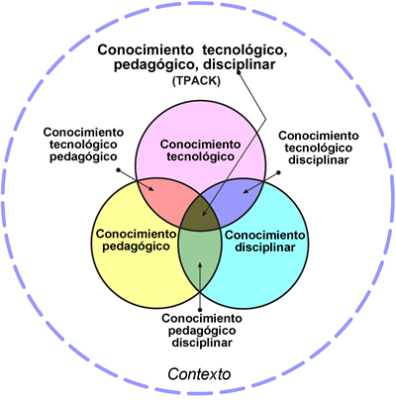 Conocimiento tecnológico,
pedagógico, disciplinar
(TPACK)
Conocimiento
tecnológico
pedagógico
Conocimiento
tecnológico
Conocimiento
tecnológico
disciplinar
Conocimiento
pedagógico
Conocimiento
disciplinar
Conocimiento
pedagógico
disciplinar
Contexto